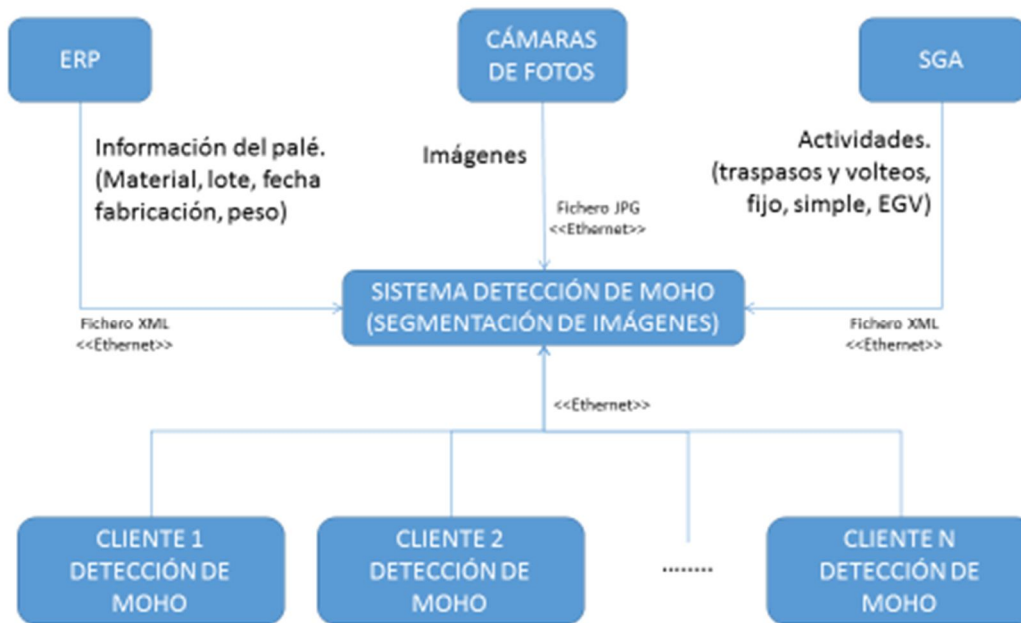 ERP
CÁMARAS
DE FOTOS
SGA
Información del palé.
(Material, lote, fecha
fabricación, peso)
Imágenes
Actividades.
(traspasos y volteos,
fijo, simple, EGV)
Fichero JPG
<<Ethernet>>
SISTEMA DETECCIÓN DE MOHO
(SEGMENTACIÓN DE IMÁGENES)
Fichero XML
<<Ethernet>>
Fichero XML
<<Ethernet>>
<<Ethernet>>
CLIENTE 1
DETECCIÓN DE
MOHO
CLIENTE 2
DETECCIÓN DE
MOHO
........
CLIENTE N
DETECCIÓN DE
MOHO